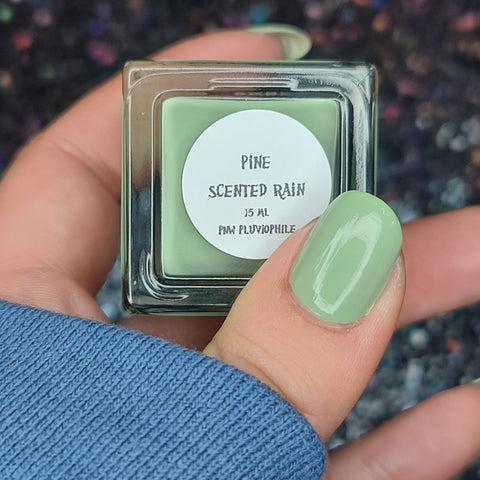 PINE
SCENTED RAIN
15 ML
PNW PLUVIOPHILE